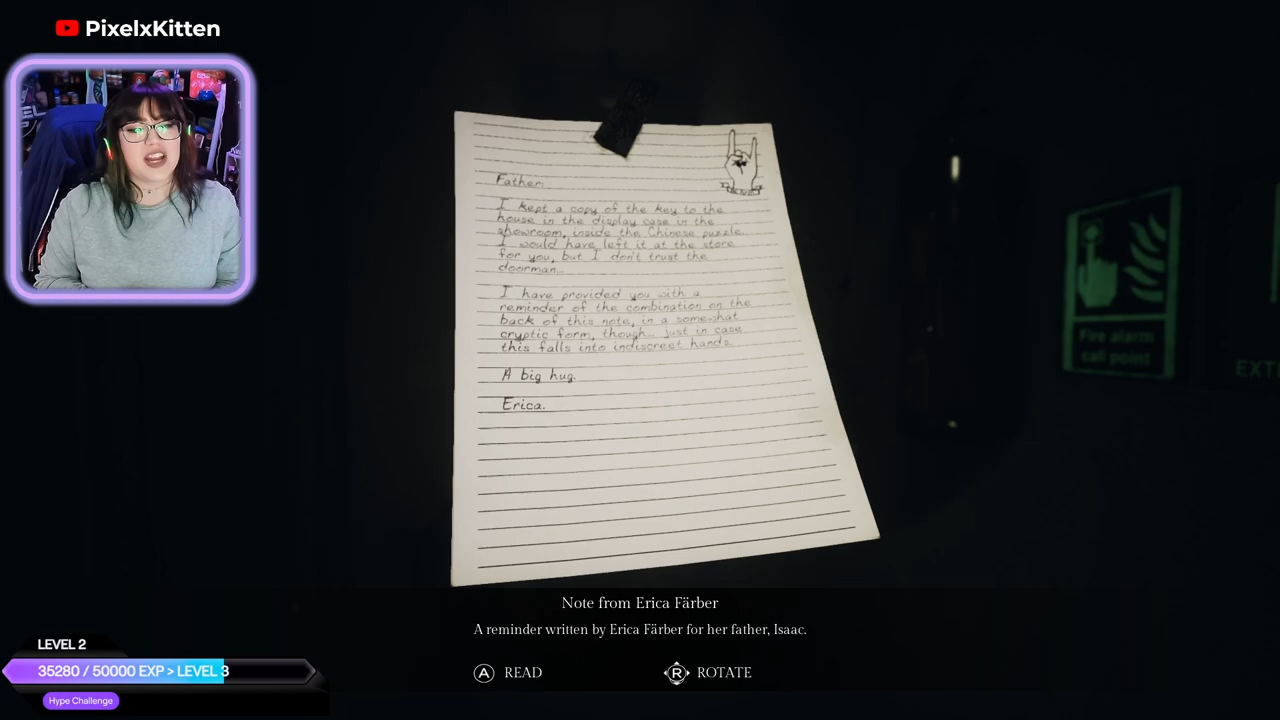 PixelxKitten
Father:
I kept a copy of the key to the
house in the display case in the
showroom, inside the Chinese puzzle.
I would have left it at the store
for you, but I don't trust the
doorman...
I have provided you with a
reminder of the combination on the
back of this note, in a somewhat
cryptic form, though... just in case
this falls into indiscreet hands.
A big hug.
Erica.
Fire alarm
call point
Note from Erica Färber
A reminder written by Erica Färber for her father, Isaac.
A READ
R ROTATE
LEVEL 2
35280 / 50000 EXP > LEVEL 3
Hype Challenge